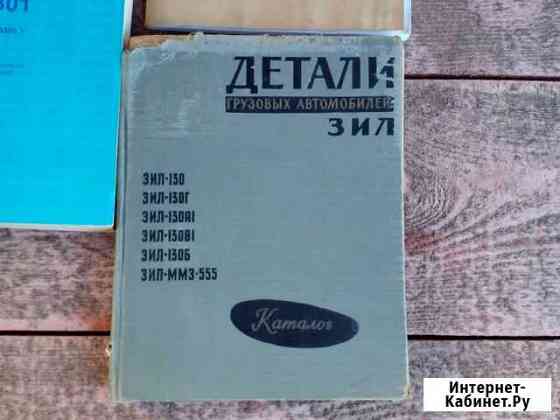 ДЕТАЛИ
ГРУЗОВЫХ АВТОМОБИЛЕЙ
ЗИЛ
ЗИЛ-130
ЗИЛ-130Г
ЗИЛ-130Я1
ЗИЛ-130В1
ЗИЛ-130Б
ЗИЛ-ММЗ-555
Каталог
Интернет-
Кабинет.Ру